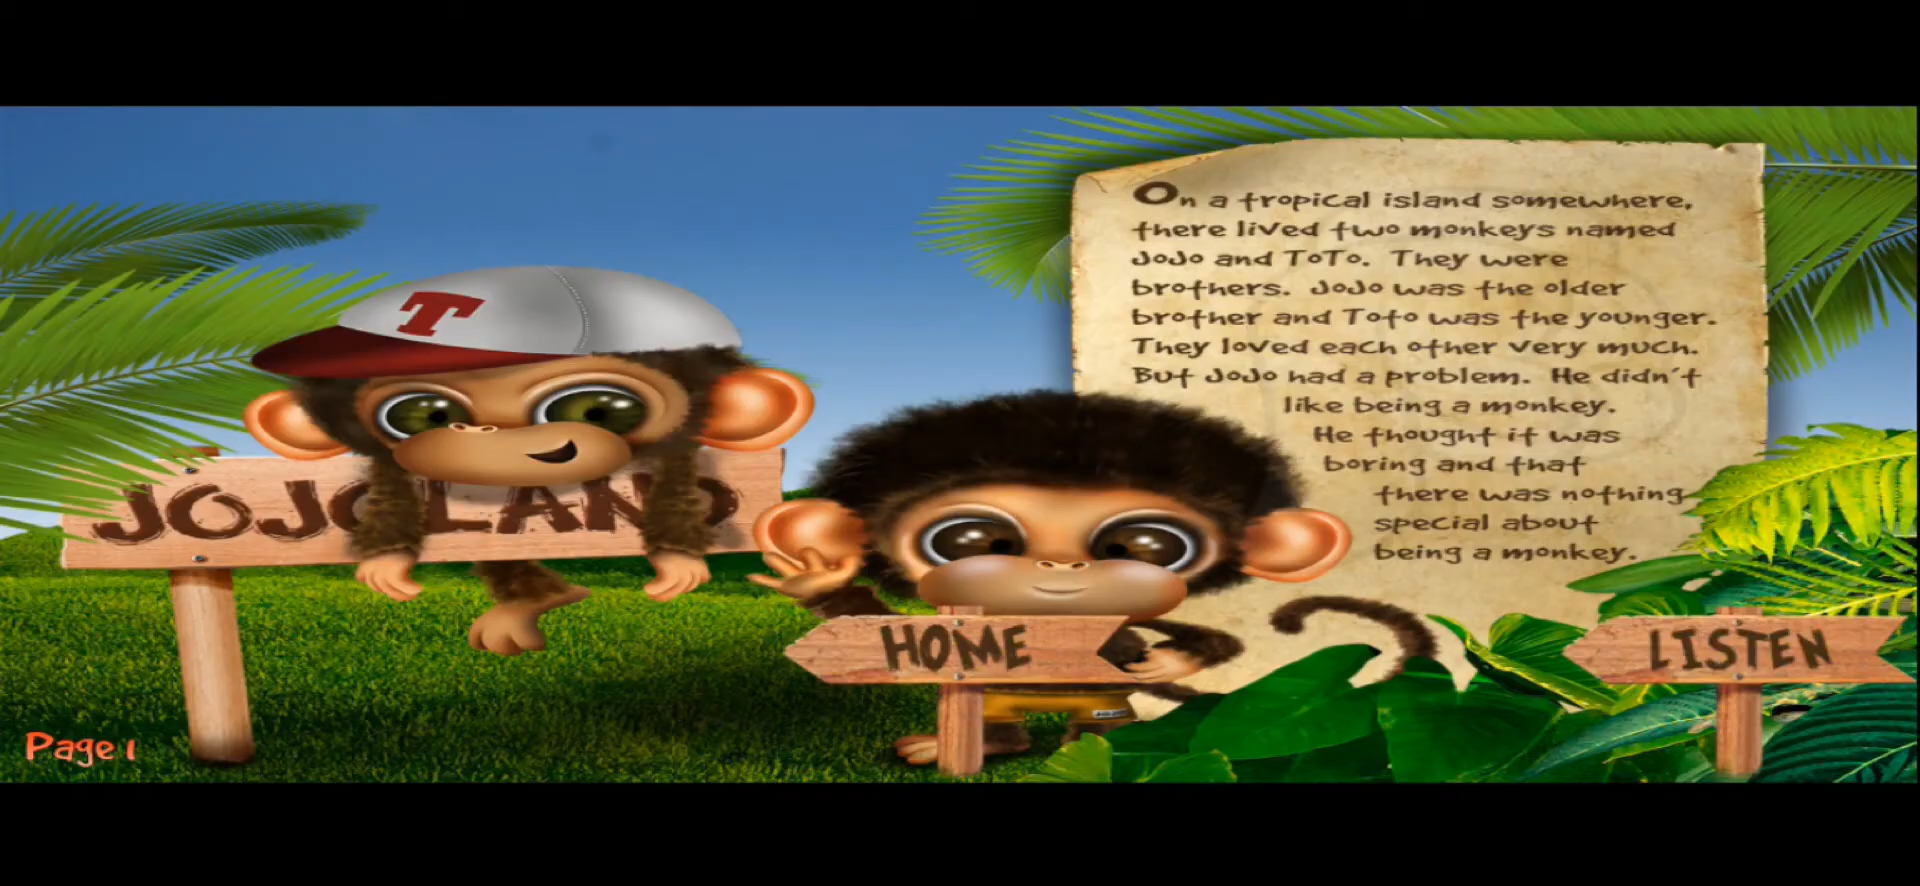 T
JOJOLAND
On a tropical island somewhere,
there lived two monkeys named
JoJo and ToTo. They were
brothers. JoJo was the older
brother and Toto was the younger.
They loved each other very much.
But JoJo had a problem. He didn't
like being a monkey.
He thought it was
boring and that
there was nothing
special about
being a monkey.
HOME
LISTEN
JoJo
Page 1